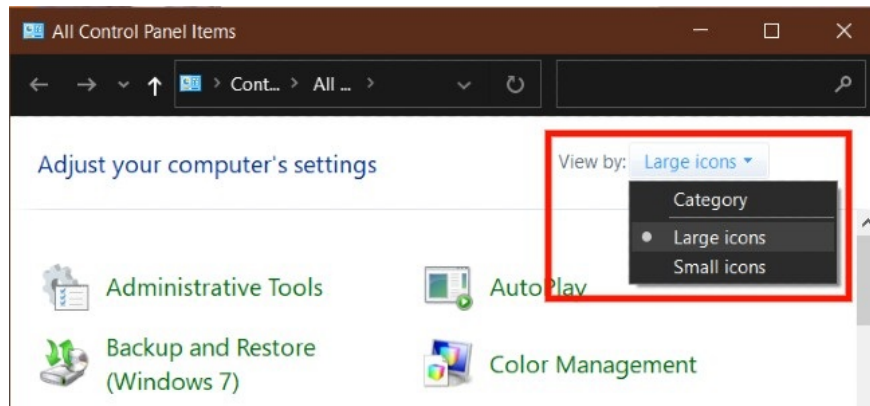 All Control Panel Items
Cont... All ...
Adjust your computer's settings
View by: Large icons
Category
Large icons
Small icons
Administrative Tools
AutoPlay
Backup and Restore
(Windows 7)
Color Management